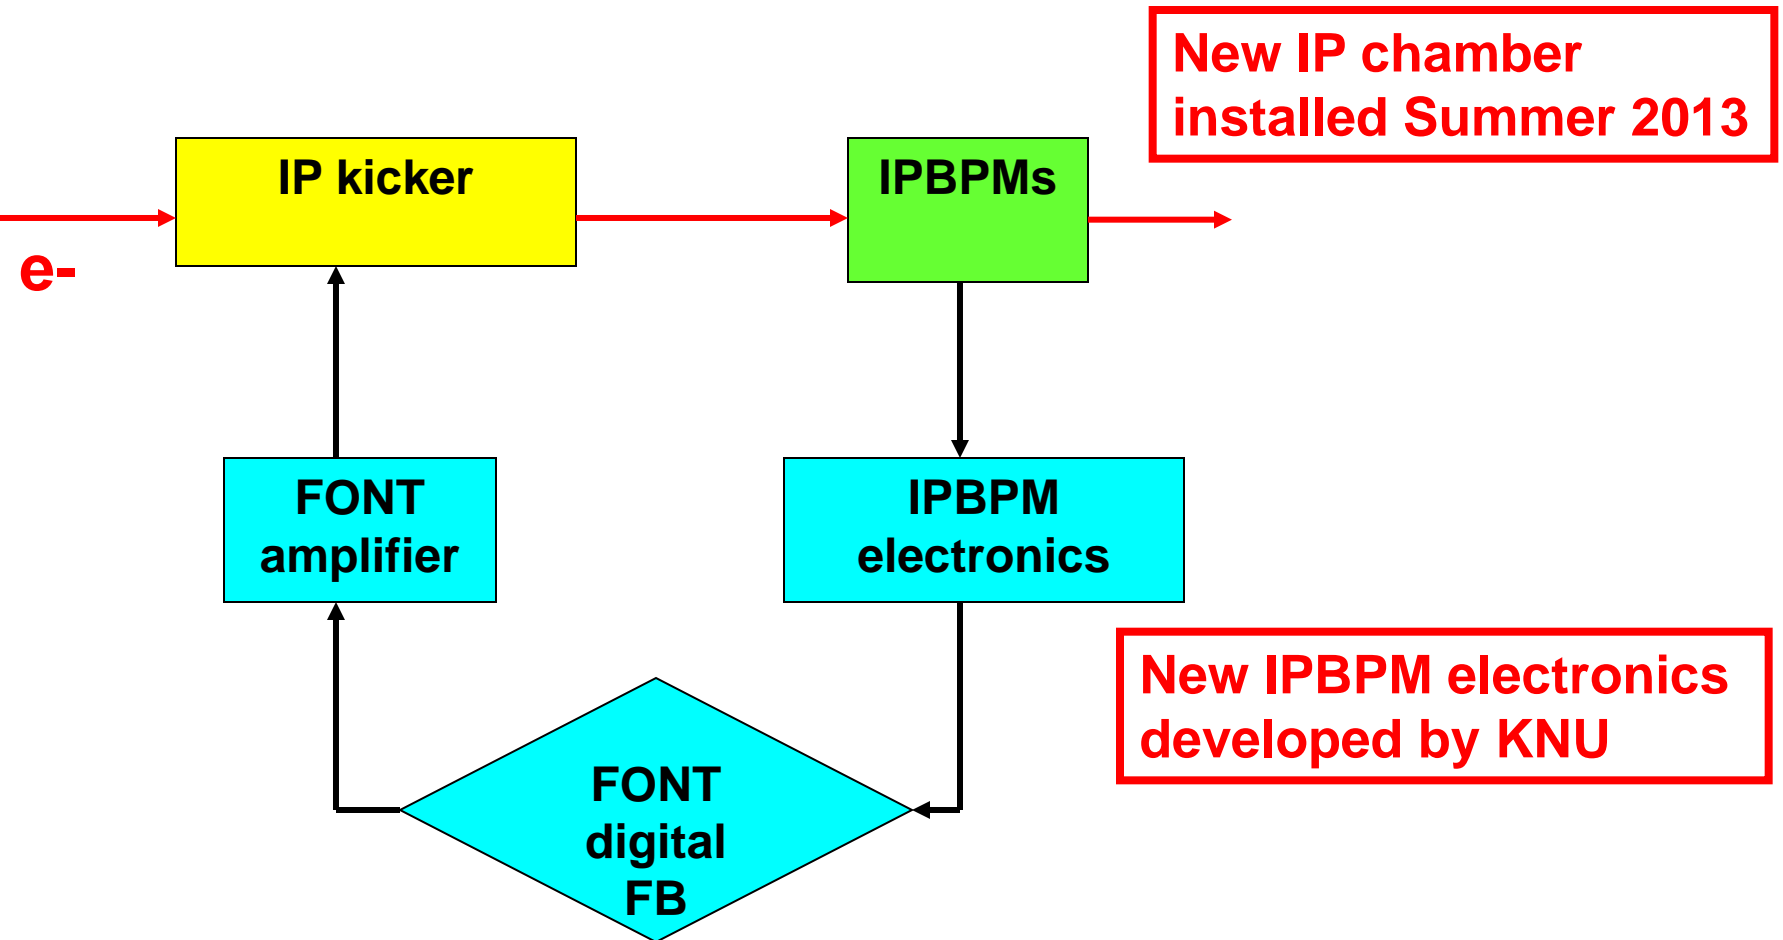 New IP chamber
installed Summer 2013
IP kicker
IPBPMs
e-
FONT
amplifier
IPBPM
electronics
New IPBPM electronics
developed by KNU
FONT
digital
FB